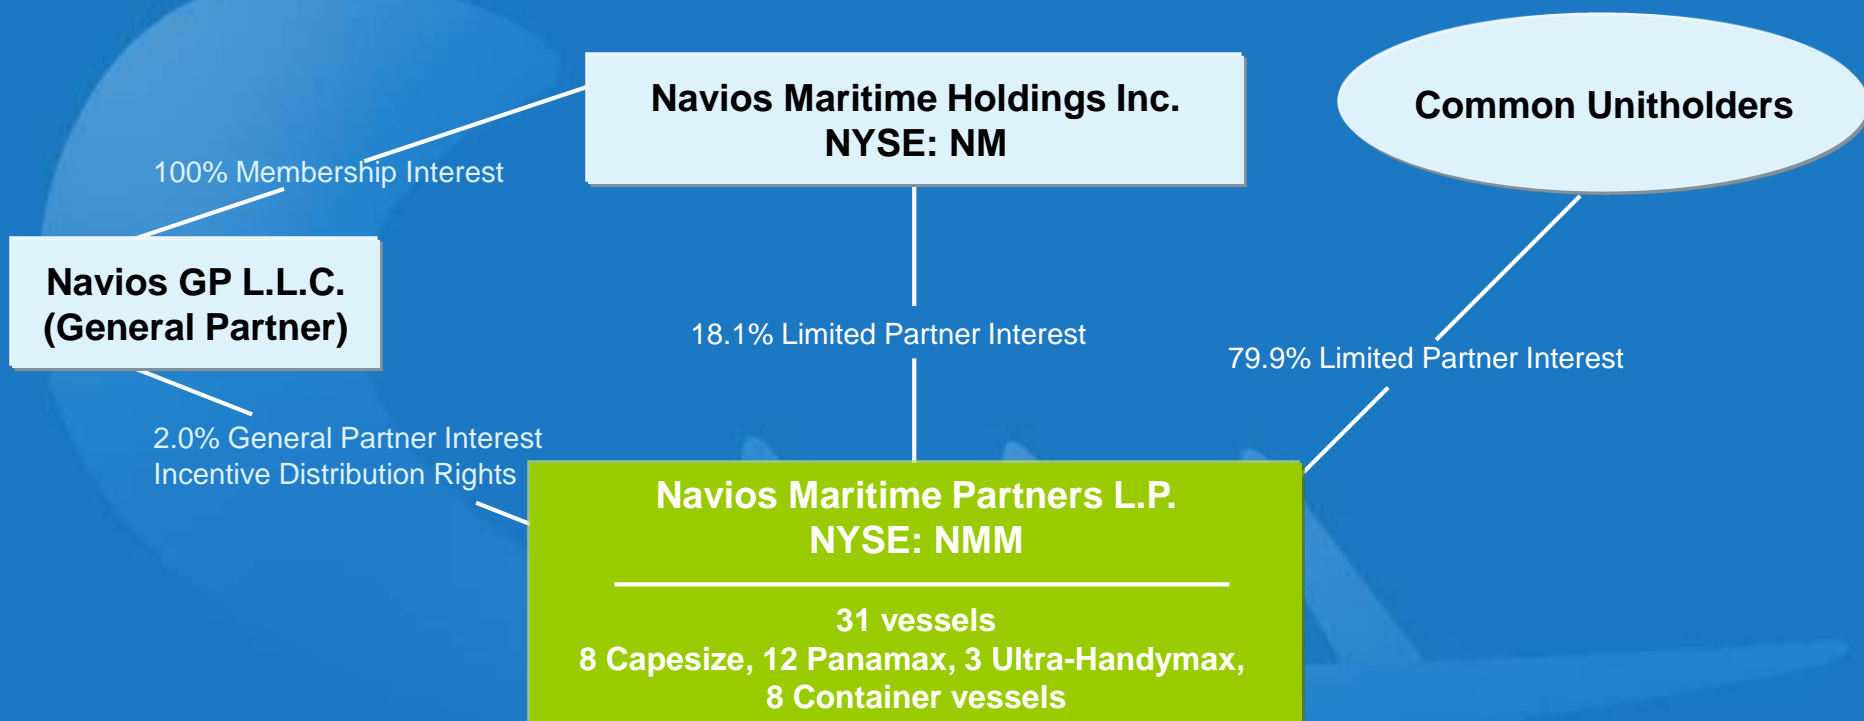 Navios Maritime Holdings Inc.
NYSE: NM
Common Unitholders
100% Membership Interest
Navios GP L.L.C.
(General Partner)
18.1% Limited Partner Interest
79.9% Limited Partner Interest
2.0% General Partner Interest
Incentive Distribution Rights
Navios Maritime Partners L.P.
NYSE: NMM
31 vessels
8 Capesize, 12 Panamax, 3 Ultra-Handymax,
8 Container vessels